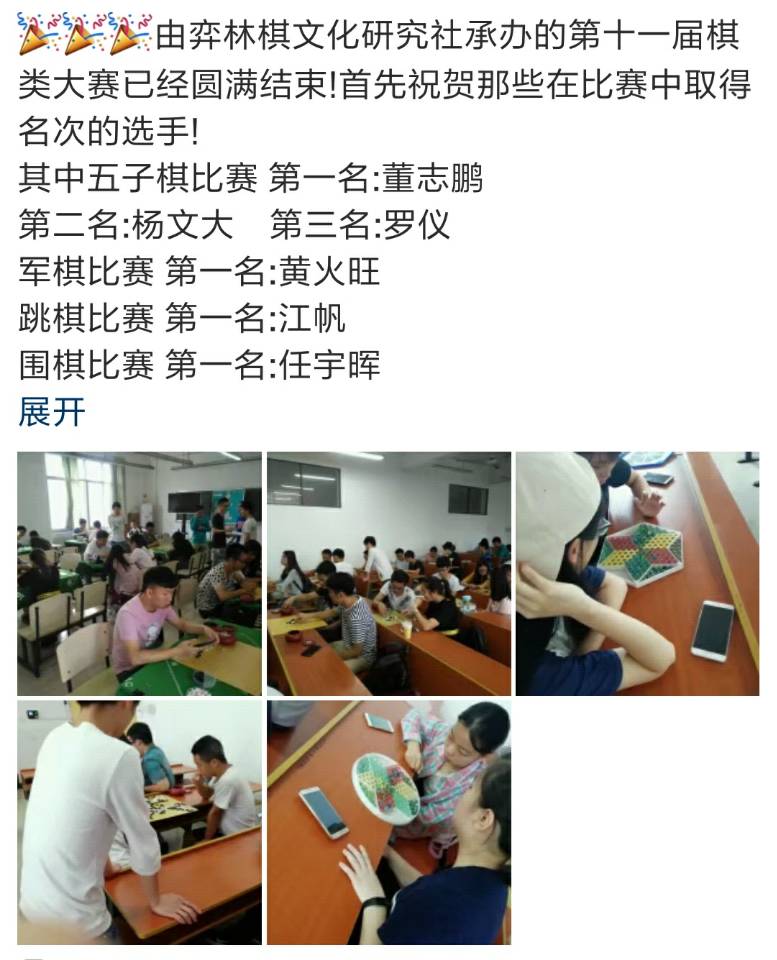 🎉🎉🎉由弈林棋文化研究社承办的第十一届棋
类大赛已经圆满结束!首先祝贺那些在比赛中取得
名次的选手!
其中五子棋比赛 第一名:董志鹏
第二名:杨文大　第三名:罗仪
军棋比赛 第一名:黄火旺
跳棋比赛 第一名:江帆
围棋比赛 第一名:任宇晖
展开